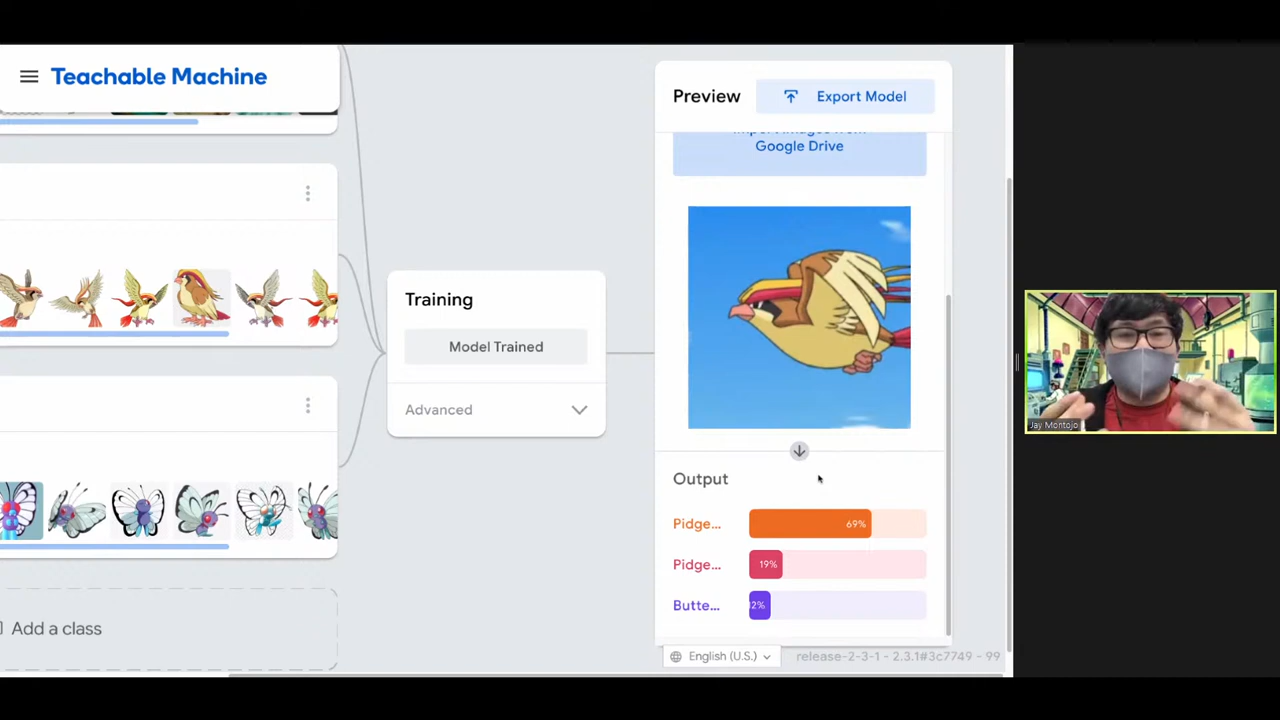 Teachable Machine
Preview
Export Model
Google Drive
Training
Model Trained
Advanced
Output
Pidge... 69%
Pidge... 19%
Butte...
Add a class
English (U.S.)
release-2-3-1 - 2.3.1#3c7749 - 99
Jay Montojo